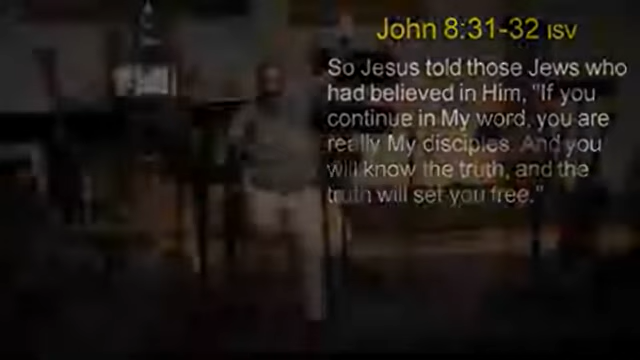 John 8:31-32 ISV
So Jesus told those Jews who
had believed in Him, "If you
continue in My word, you are
really My disciples. And you
will know the truth, and the
truth will set you free."